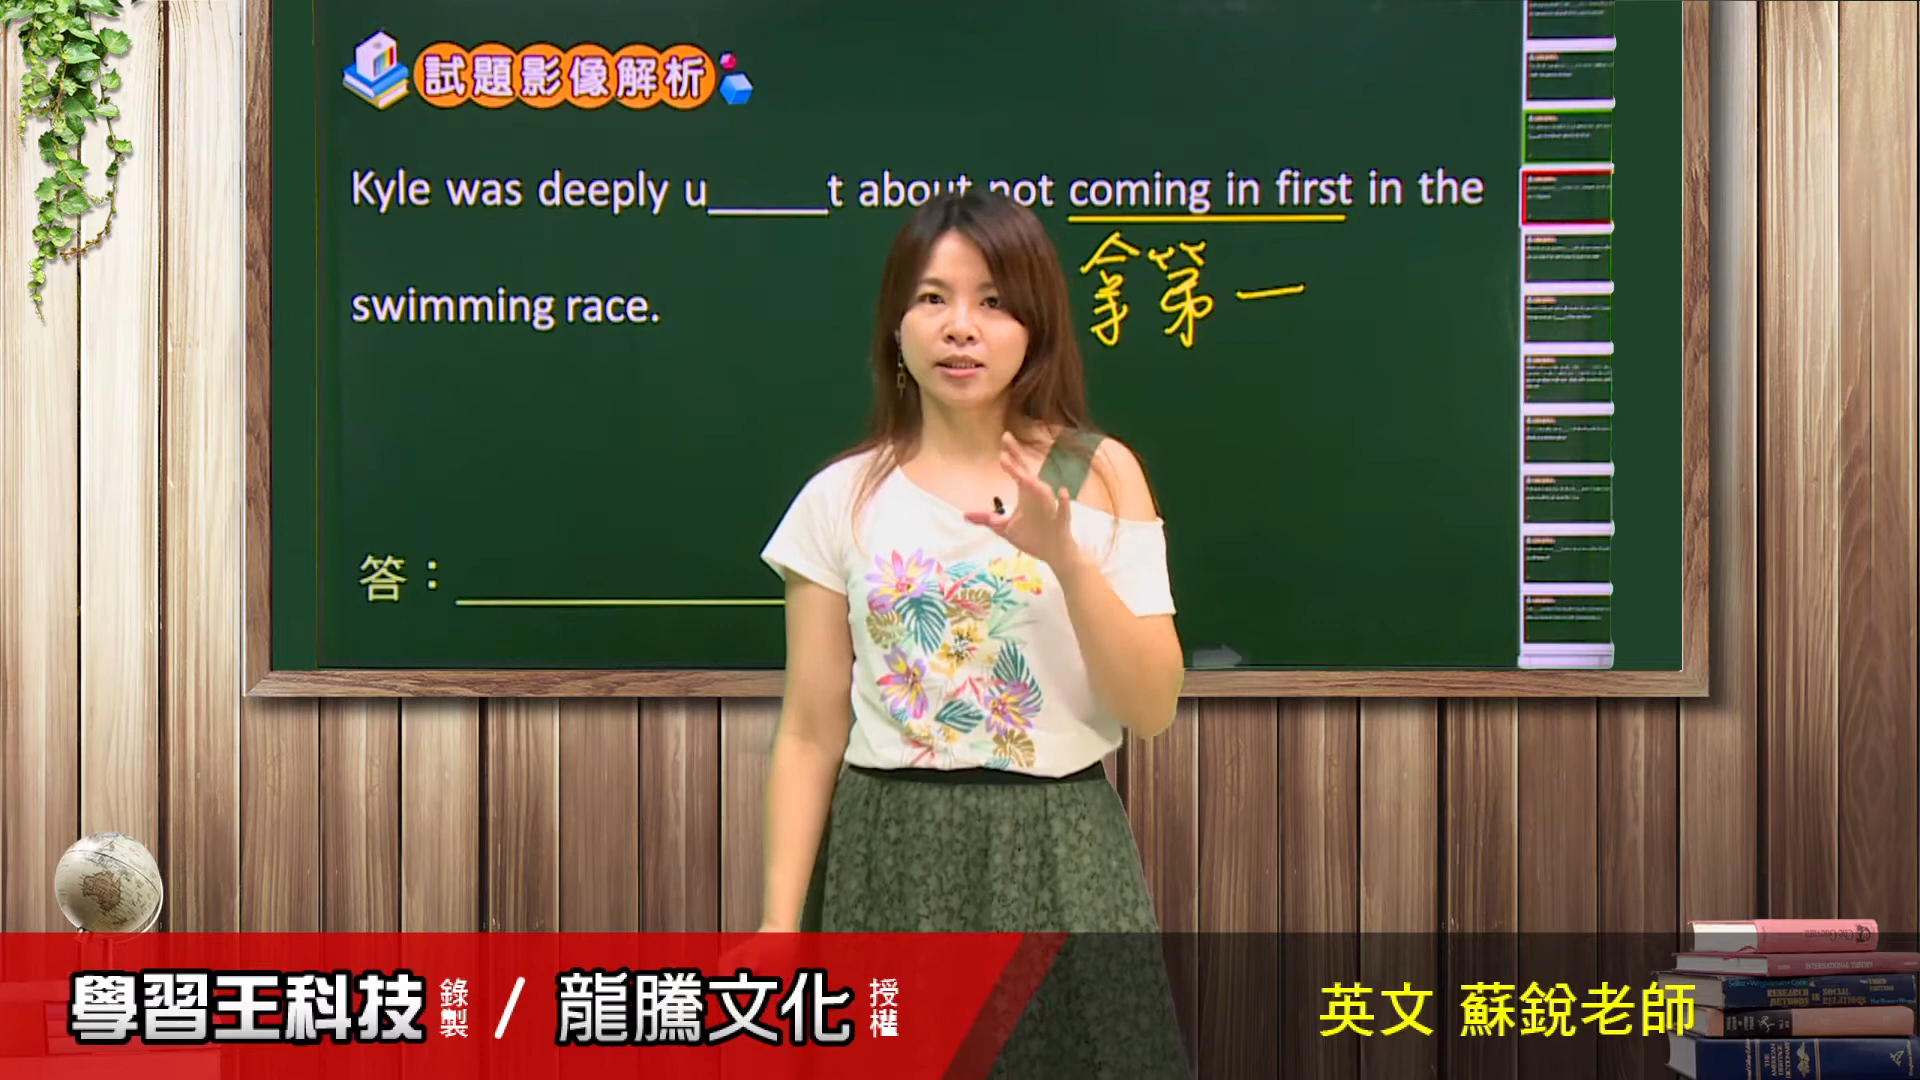 試題影像解析
Kyle was deeply u_____t about not coming in first in the
拿第一
swimming race.
答：
學習王科技 錄製 / 龍騰文化 授權
英文 蘇銳老師